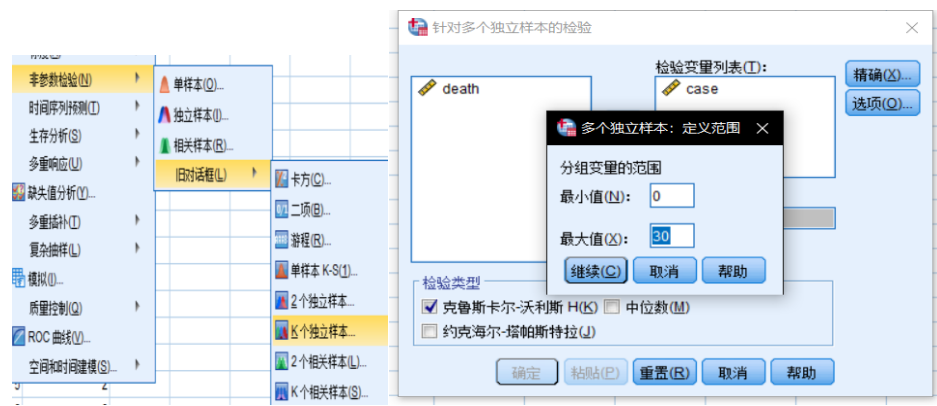 非参数检验(N)
时间序列预测(T)
生存分析(S)
多重响应(U)
缺失值分析(Y)...
多重插补(T)
复杂抽样(L)
模拟(I)...
质量控制(Q)
ROC 曲线(V)...
空间和时间建模(S)...
2
单样本(O)...
独立样本(I)...
相关样本(R)...
旧对话框(L)
卡方(C)...
二项(B)...
游程(R)...
单样本 K-S(1)...
2 个独立样本...
K 个独立样本...
2 个相关样本(L)...
K 个相关样本(S)...
针对多个独立样本的检验
death
检验变量列表(T):
case
精确(X)...
选项(O)...
多个独立样本：定义范围
分组变量的范围
最小值(N): 0
最大值(X): 30
继续(C) 取消 帮助
检验类型
克鲁斯卡尔-沃利斯 H(K) 中位数(M)
约克海尔-塔帕斯特拉(J)
确定 粘贴(P) 重置(R) 取消 帮助